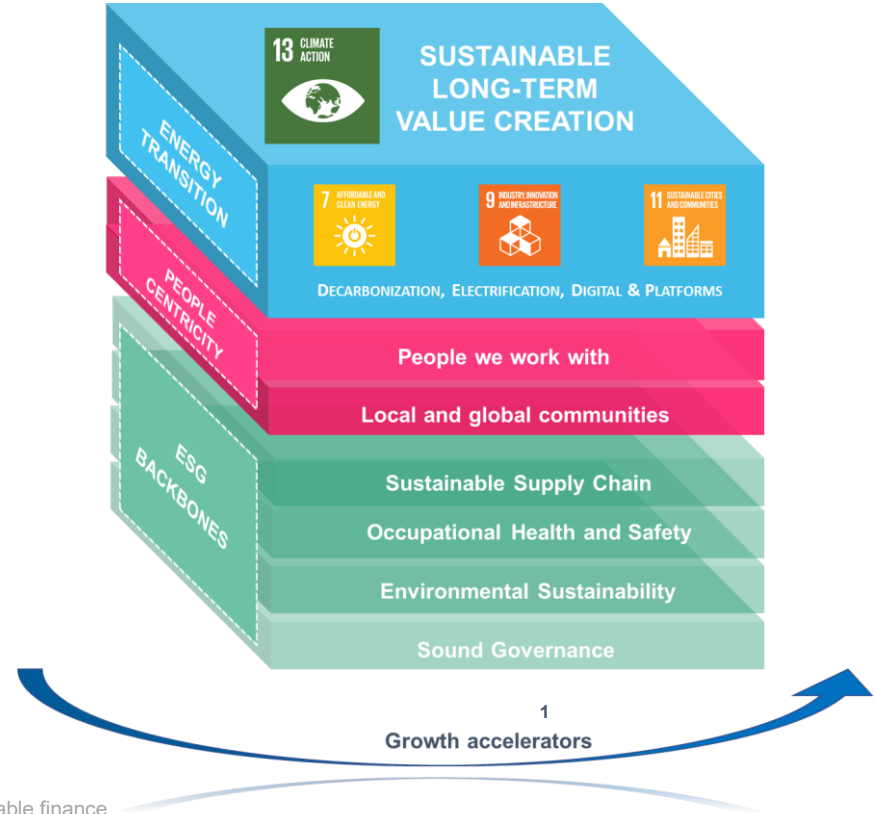 13 CLIMATE
ACTION
SUSTAINABLE
LONG-TERM
VALUE CREATION
ENERGY
TRANSITION
7 AFFORDABLE AND
CLEAN ENERGY
9 INDUSTRY, INNOVATION
AND INFRASTRUCTURE
11 SUSTAINABLE CITIES
AND COMMUNITIES
DECARBONIZATION, ELECTRIFICATION, DIGITAL & PLATFORMS
PEOPLE
CENTRICITY
People we work with
Local and global communities
ESG
BACKBONES
Sustainable Supply Chain
Occupational Health and Safety
Environmental Sustainability
Sound Governance
1
Growth accelerators
finance